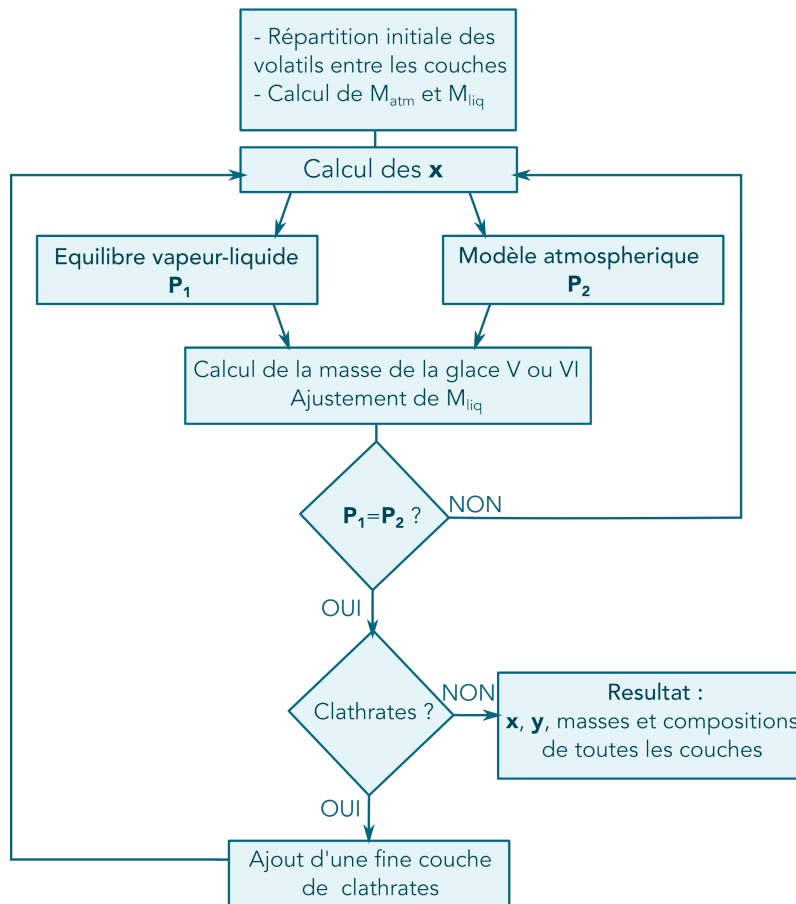 - Répartition initiale des
volatils entre les couches
- Calcul de Matm et Mliq
Calcul des x
Equilibre vapeur-liquide
P1
Modèle atmospherique
P2
Calcul de la masse de la glace V ou VI
Ajustement de Mliq
P1=P2 ?
NON
OUI
Clathrates ?
NON
Resultat :
x, y, masses et compositions
de toutes les couches
OUI
Ajout d'une fine couche
de clathrates